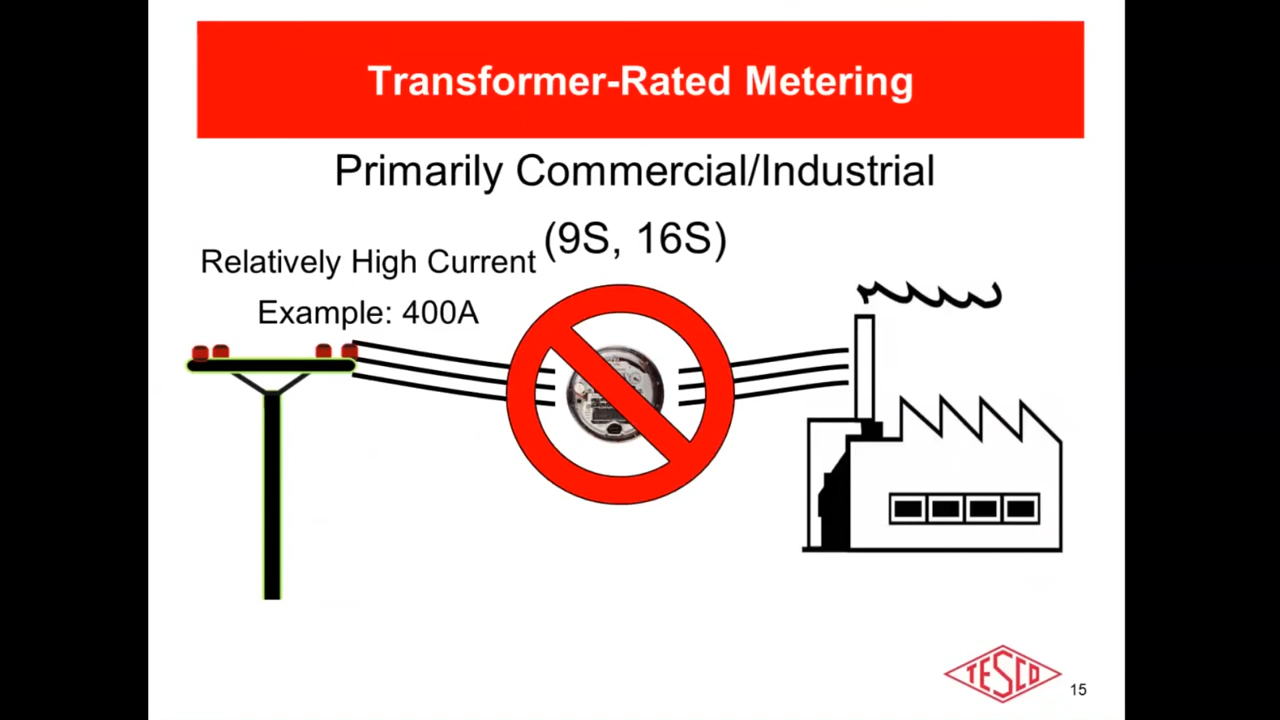 Transformer-Rated Metering
Primarily Commercial/Industrial
(9S, 16S)
Relatively High Current
Example: 400A
TESCO
15